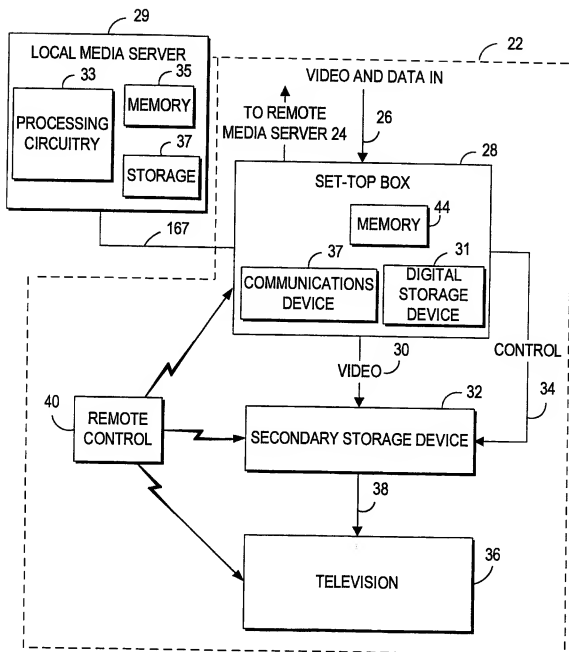 29
LOCAL MEDIA SERVER
33
PROCESSING
CIRCUITRY
35
MEMORY
37
STORAGE
167
22
VIDEO AND DATA IN
TO REMOTE
MEDIA SERVER 24
26
28
SET-TOP BOX
MEMORY
44
37
COMMUNICATIONS
DEVICE
31
DIGITAL
STORAGE
DEVICE
CONTROL
34
VIDEO
30
32
SECONDARY STORAGE DEVICE
40
REMOTE
CONTROL
38
36
TELEVISION